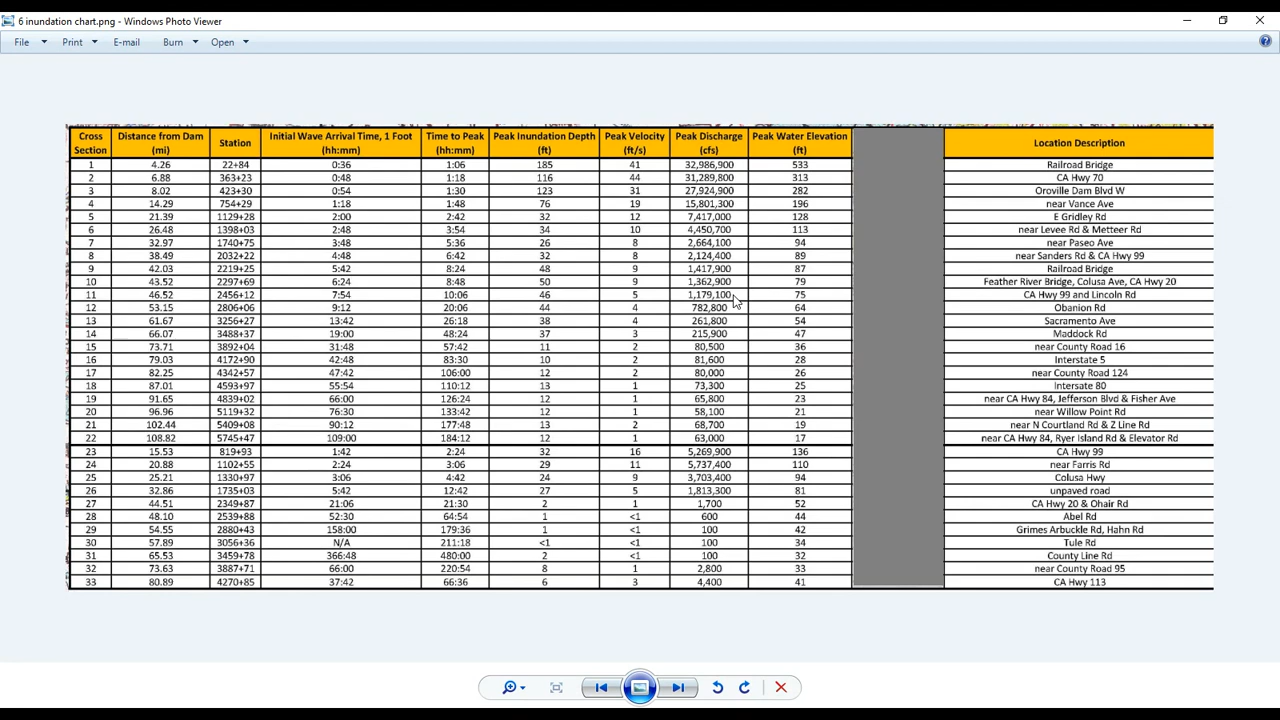 6 inundation chart.png - Windows Photo Viewer
File Print E-mail Burn Open
Cross Section Distance from Dam (mi) Station Initial Wave Arrival Time, 1 Foot (hh:mm) Time to Peak (hh:mm) Peak Inundation Depth (ft) Peak Velocity (ft/s) Peak Discharge (cfs) Peak Water Elevation (ft) Location Description
1 4.26 22+84 0:36 1:06 185 41 32,986,900 533 Railroad Bridge
2 6.88 363+23 0:48 1:18 116 44 31,289,800 313 CA Hwy 70
3 8.02 423+30 0:54 1:30 123 31 27,924,900 282 Oroville Dam Blvd W
4 14.29 754+29 1:18 1:48 76 19 15,801,300 196 near Vance Ave
5 21.39 1129+28 2:00 2:42 32 12 7,417,000 128 E Gridley Rd
6 26.48 1398+03 2:48 3:54 34 10 4,450,700 113 near Levee Rd & Metteer Rd
7 32.97 1740+75 3:48 5:36 26 8 2,664,100 94 near Paseo Ave
8 38.49 2032+22 4:48 6:42 32 8 2,124,400 89 near Sanders Rd & CA Hwy 99
9 42.03 2219+25 5:42 8:24 48 9 1,417,900 87 Railroad Bridge
10 43.52 2297+69 6:24 8:48 50 9 1,362,900 79 Feather River Bridge, Colusa Ave, CA Hwy 20
11 46.52 2456+12 7:54 10:06 46 5 1,179,100 75 CA Hwy 99 and Lincoln Rd
12 53.15 2806+06 9:12 20:06 44 4 782,800 64 Obanion Rd
13 61.67 3256+27 13:42 26:18 38 4 261,800 54 Sacramento Ave
14 66.07 3488+37 19:00 48:24 37 3 215,900 47 Maddock Rd
15 73.71 3892+04 31:48 57:42 11 2 80,500 36 near County Road 16
16 79.03 4172+90 42:48 83:30 10 2 81,600 28 Interstate 5
17 82.25 4342+57 47:42 106:00 12 2 80,000 26 near County Road 124
18 87.01 4593+97 55:54 110:12 13 1 73,300 25 Intersate 80
19 91.65 4839+02 66:00 126:24 12 1 65,800 23 near CA Hwy 84, Jefferson Blvd & Fisher Ave
20 96.96 5119+32 76:30 133:42 12 1 58,100 21 near Willow Point Rd
21 102.44 5409+08 90:12 177:48 13 2 68,700 19 near N Courtland Rd & Z Line Rd
22 108.82 5745+47 109:00 184:12 12 1 63,000 17 near CA Hwy 84, Ryer Island Rd & Elevator Rd
23 15.53 819+93 1:42 2:24 32 16 5,269,900 136 CA Hwy 99
24 20.88 1102+55 2:24 3:06 29 11 5,737,400 110 near Farris Rd
25 25.21 1330+97 3:06 4:42 24 9 3,703,400 94 Colusa Hwy
26 32.86 1735+03 5:42 12:42 27 5 1,813,300 81 unpaved road
27 44.51 2349+87 21:06 21:30 2 1 1,700 52 CA Hwy 20 & Ohair Rd
28 48.10 2539+88 52:30 64:54 1 <1 600 44 Abel Rd
29 54.55 2880+43 158:00 179:36 1 <1 100 42 Grimes Arbuckle Rd, Hahn Rd
30 57.89 3056+36 N/A 211:18 <1 <1 100 34 Tule Rd
31 65.53 3459+78 366:48 480:00 2 <1 100 32 County Line Rd
32 73.63 3887+71 66:00 220:54 8 1 2,800 33 near County Road 95
33 80.89 4270+85 37:42 66:36 6 3 4,400 41 CA Hwy 113